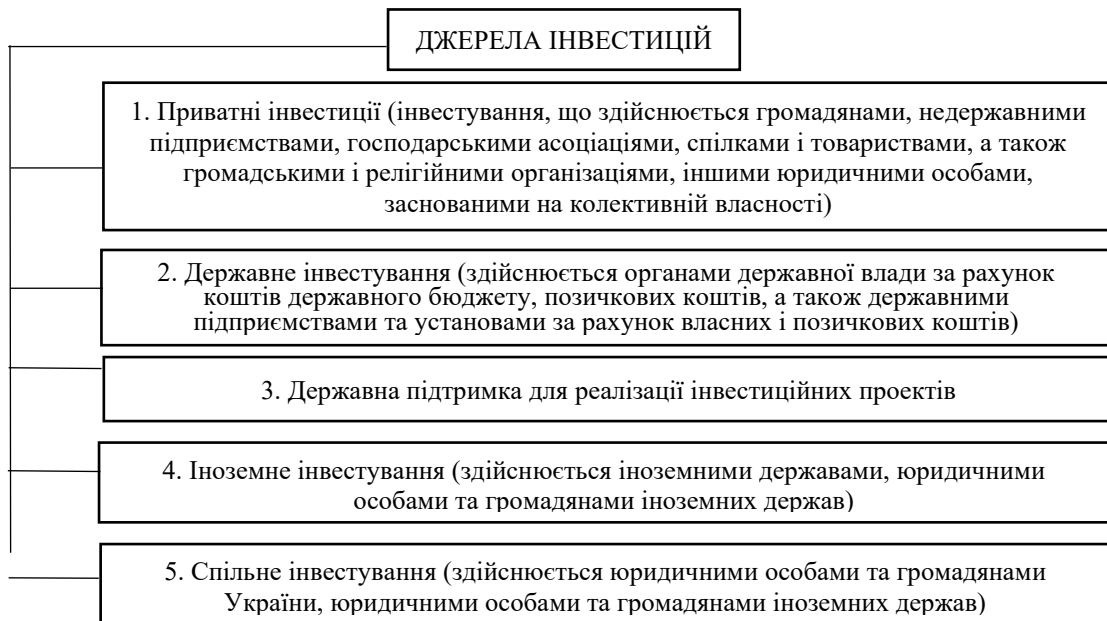 ДЖЕРЕЛА ІНВЕСТИЦІЙ
1. Приватні інвестиції (інвестування, що здійснюється громадянами, недержавними
підприємствами, господарськими асоціаціями, спілками і товариствами, а також
громадськими і релігійними організаціями, іншими юридичними особами,
заснованими на колективній власності)
2. Державне інвестування (здійснюється органами державної влади за рахунок
коштів державного бюджету, позичкових коштів, а також державними
підприємствами та установами за рахунок власних і позичкових коштів)
3. Державна підтримка для реалізації інвестиційних проектів
4. Іноземне інвестування (здійснюється іноземними державами, юридичними
особами та громадянами іноземних держав)
5. Спільне інвестування (здійснюється юридичними особами та громадянами
України, юридичними особами та громадянами іноземних держав)